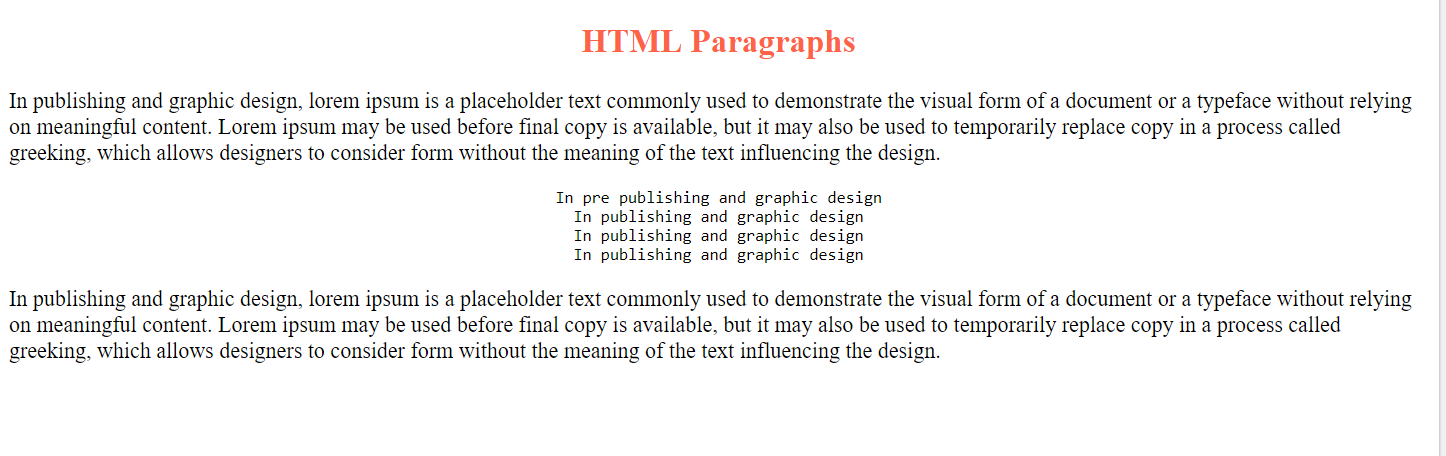 HTML Paragraphs
In publishing and graphic design, lorem ipsum is a placeholder text commonly used to demonstrate the visual form of a document or a typeface without relying
on meaningful content. Lorem ipsum may be used before final copy is available, but it may also be used to temporarily replace copy in a process called
greeking, which allows designers to consider form without the meaning of the text influencing the design.
In pre publishing and graphic design
In publishing and graphic design
In publishing and graphic design
In publishing and graphic design
In publishing and graphic design, lorem ipsum is a placeholder text commonly used to demonstrate the visual form of a document or a typeface without relying
on meaningful content. Lorem ipsum may be used before final copy is available, but it may also be used to temporarily replace copy in a process called
greeking, which allows designers to consider form without the meaning of the text influencing the design.